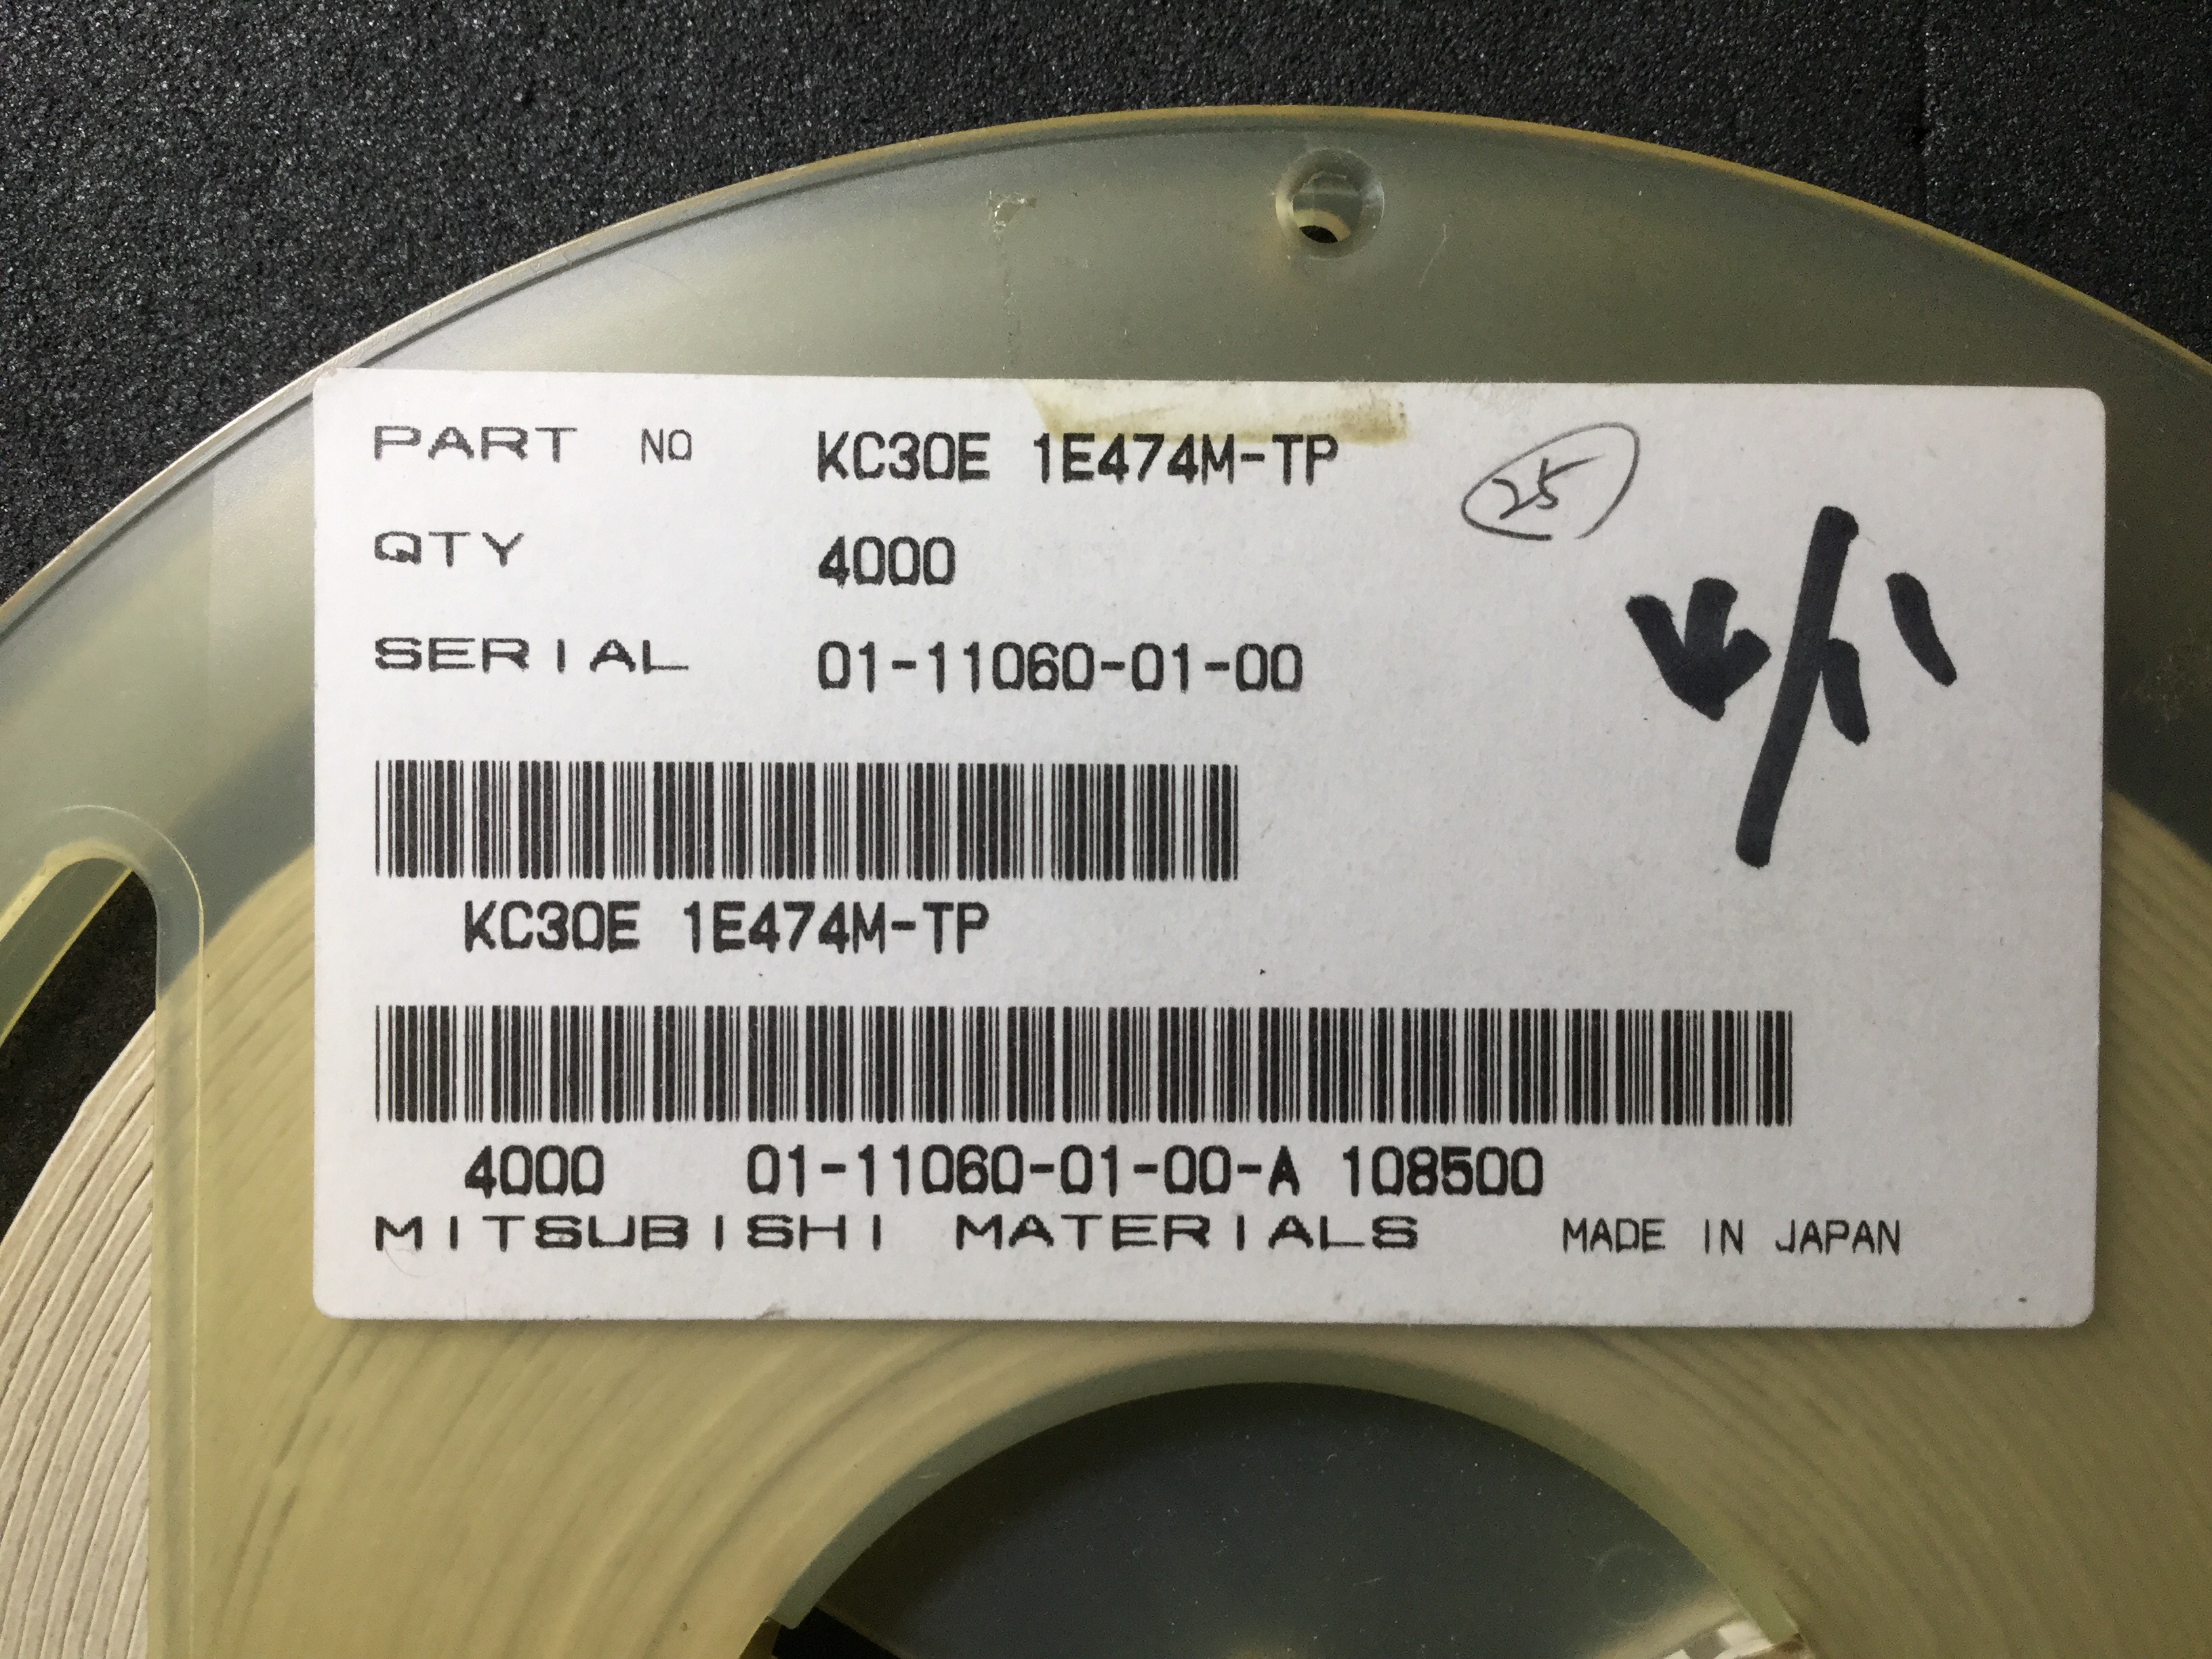 PART NO KC30E 1E474M-TP
25
QTY 4000
SERIAL 01-11060-01-00
KC30E 1E474M-TP
4000 01-11060-01-00-A 108500
MITSUBISHI MATERIALS MADE IN JAPAN